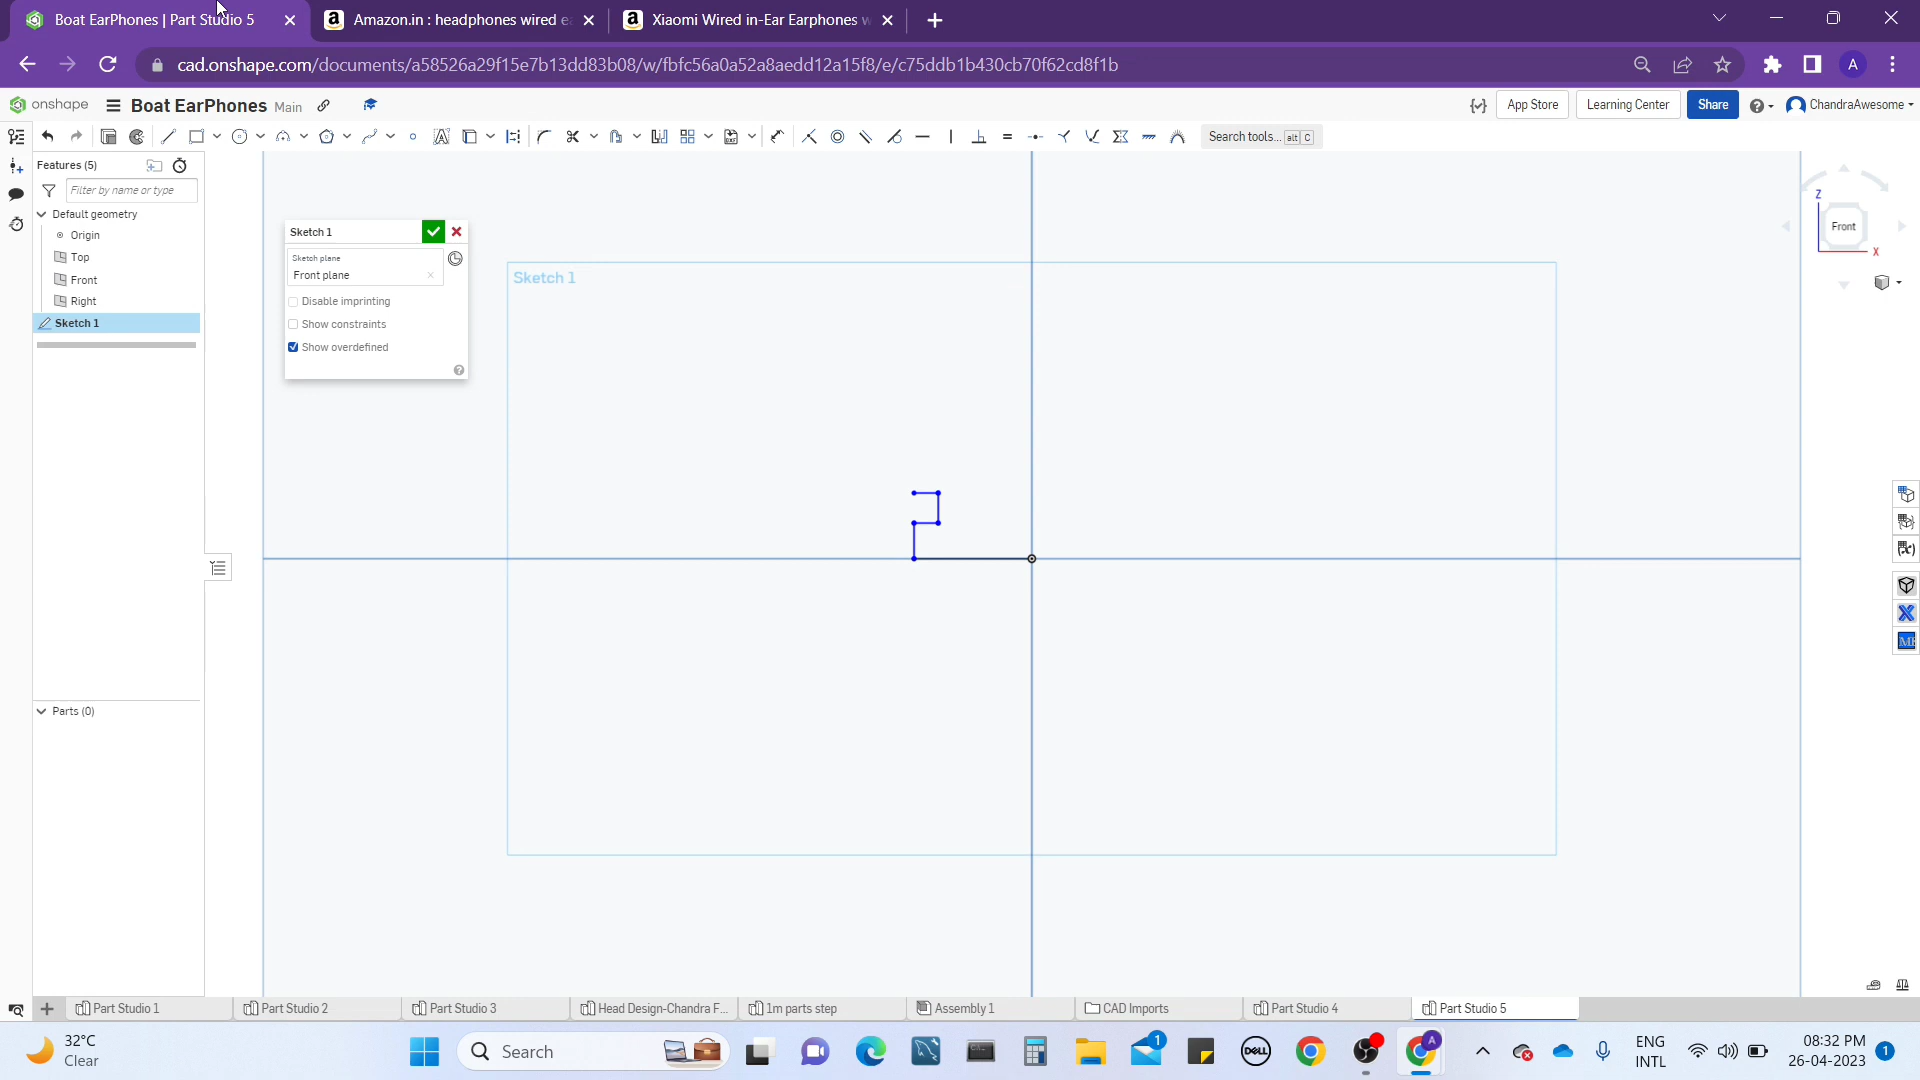 Boat EarPhones | Part Studio 5
Amazon.in : headphones wired e
Xiaomi Wired in-Ear Earphones w
cad.onshape.com/documents/a58526a29f15e7b13dd83b08/w/fbfc56a0a52a8aedd12a15f8/e/c75ddb1b430cb70f62cd8f1b
A
onshape
Boat EarPhones Main
App Store
Learning Center
Share
ChandraAwesome
Search tools... alt C
Features (5)
Filter by name or type
Default geometry
Origin
Top
Front
Right
Sketch 1
Parts (0)
Sketch 1
Sketch plane
Front plane
Disable imprinting
Show constraints
Show overdefined
Sketch 1
Z
Front
X
Part Studio 1
Part Studio 2
Part Studio 3
Head Design-Chandra F...
1m parts step
Assembly 1
CAD Imports
Part Studio 4
Part Studio 5
32°C
Clear
Search
1
DELL
A
ENG
INTL
08:32 PM
26-04-2023
1